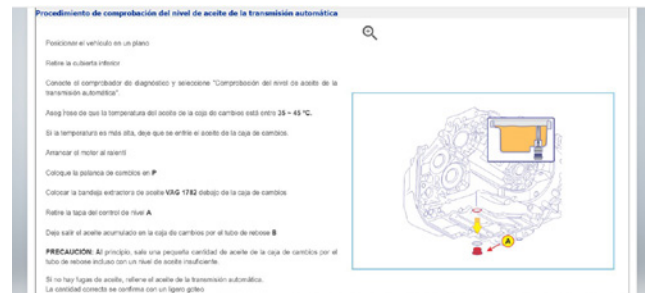 Procedimiento de comprobación del nivel de aceite de la transmisión automática
Posicionar el vehículo en un plano
Retire la cubierta inferior
Conecte el comprobador de diagnóstico y seleccione "Comprobación del nivel de aceite de la
transmisión automática".
Asegúrese de que la temperatura del aceite de la caja de cambios está entre 35 ~ 45 ºC.
Si la temperatura es más alta, deje que se enfríe el aceite de la caja de cambios.
Arrancar el motor al ralentí
Coloque la palanca de cambios en P
Colocar la bandeja extractora de aceite VAG 1782 debajo de la caja de cambios
Retire la tapa del control de nivel A
Deje salir el aceite acumulado en la caja de cambios por el tubo de rebose B
PRECAUCIÓN: Al principio, sale una pequeña cantidad de aceite de la caja de cambios por el
tubo de rebose incluso con un nivel de aceite insuficiente.
Si no hay fugas de aceite, rellene el aceite de la transmisión automática.
La cantidad correcta se confirma con un ligero goteo
A